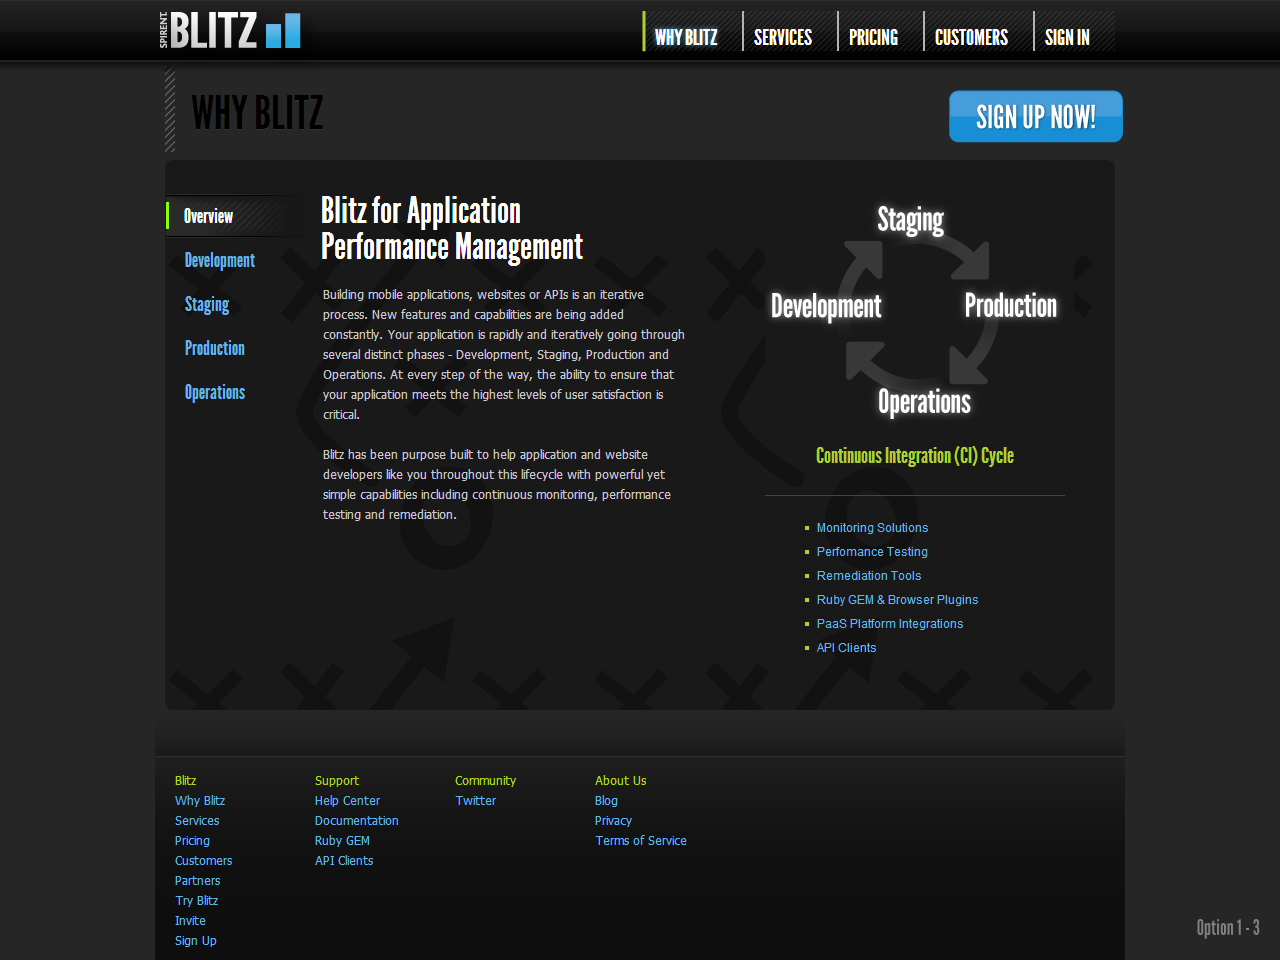 SPIRENT BLITZ
WHY BLITZ
SERVICES
PRICING
CUSTOMERS
SIGN IN
WHY BLITZ
SIGN UP NOW!
Overview
Development
Staging
Production
Operations
Blitz for Application
Performance Management
Building mobile applications, websites or APIs is an iterative
process. New features and capabilities are being added
constantly. Your application is rapidly and iteratively going through
several distinct phases - Development, Staging, Production and
Operations. At every step of the way, the ability to ensure that
your application meets the highest levels of user satisfaction is
critical.
Blitz has been purpose built to help application and website
developers like you throughout this lifecycle with powerful yet
simple capabilities including continuous monitoring, performance
testing and remediation.
Staging
Development
Production
Operations
Continuous Integration (CI) Cycle
Monitoring Solutions
Perfomance Testing
Remediation Tools
Ruby GEM & Browser Plugins
PaaS Platform Integrations
API Clients
Blitz
Why Blitz
Services
Pricing
Customers
Partners
Try Blitz
Invite
Sign Up
Support
Help Center
Documentation
Ruby GEM
API Clients
Community
Twitter
About Us
Blog
Privacy
Terms of Service
Option 1 - 3